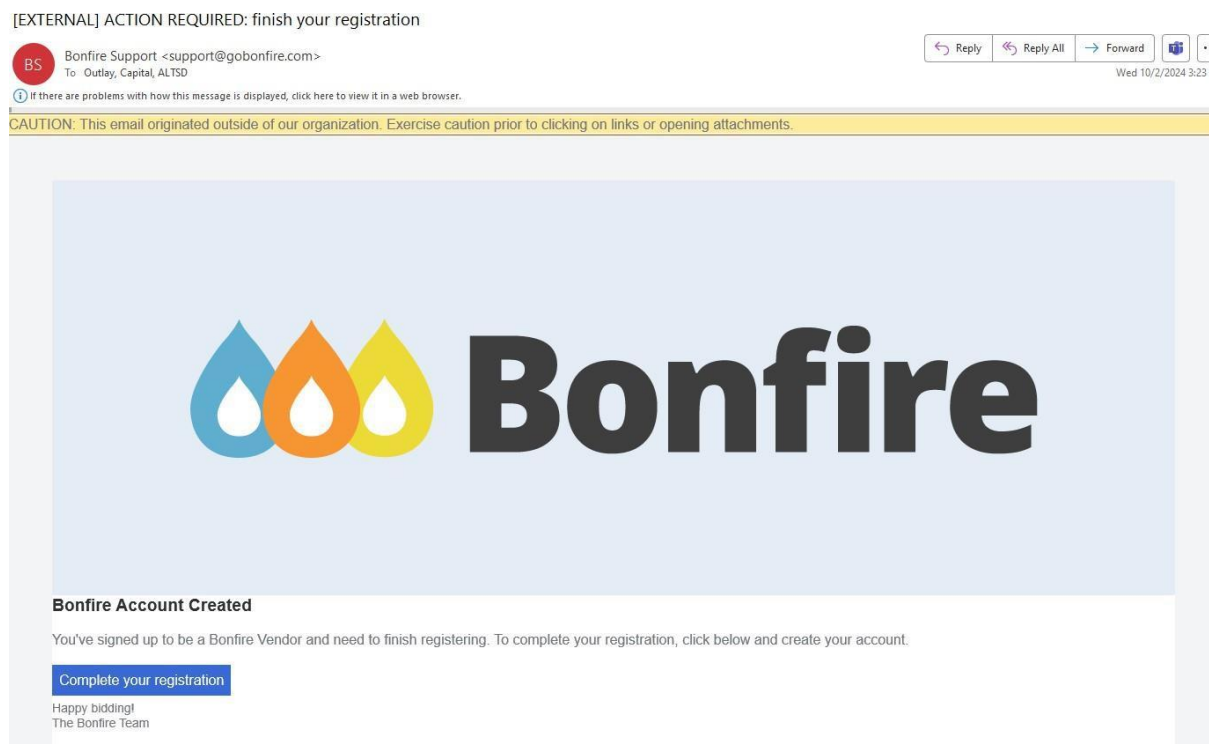 [EXTERNAL] ACTION REQUIRED: finish your registration
BS
Bonfire Support <support@gobonfire.com>
To Outlay, Capital, ALTSD
Reply
Reply All
Forward
Wed 10/2/2024 3:23
If there are problems with how this message is displayed, click here to view it in a web browser.
CAUTION: This email originated outside of our organization. Exercise caution prior to clicking on links or opening attachments.
Bonfire
Bonfire Account Created
You've signed up to be a Bonfire Vendor and need to finish registering. To complete your registration, click below and create your account.
Complete your registration
Happy bidding!
The Bonfire Team